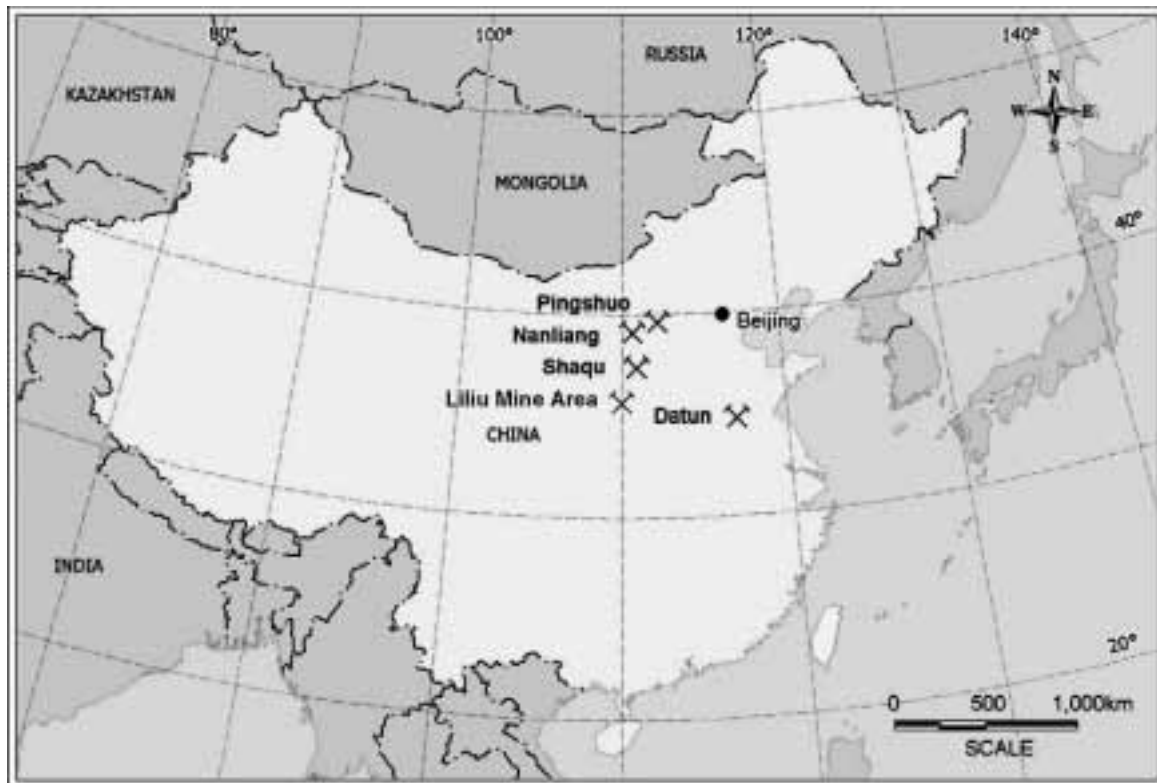 80°
100°
120°
140°
RUSSIA
KAZAKHSTAN
N
W E
S
MONGOLIA
40°
Pingshuo
Beijing
Nanliang
Shaqu
Liliu Mine Area
Datun
CHINA
INDIA
20°
0 500 1,000km
SCALE